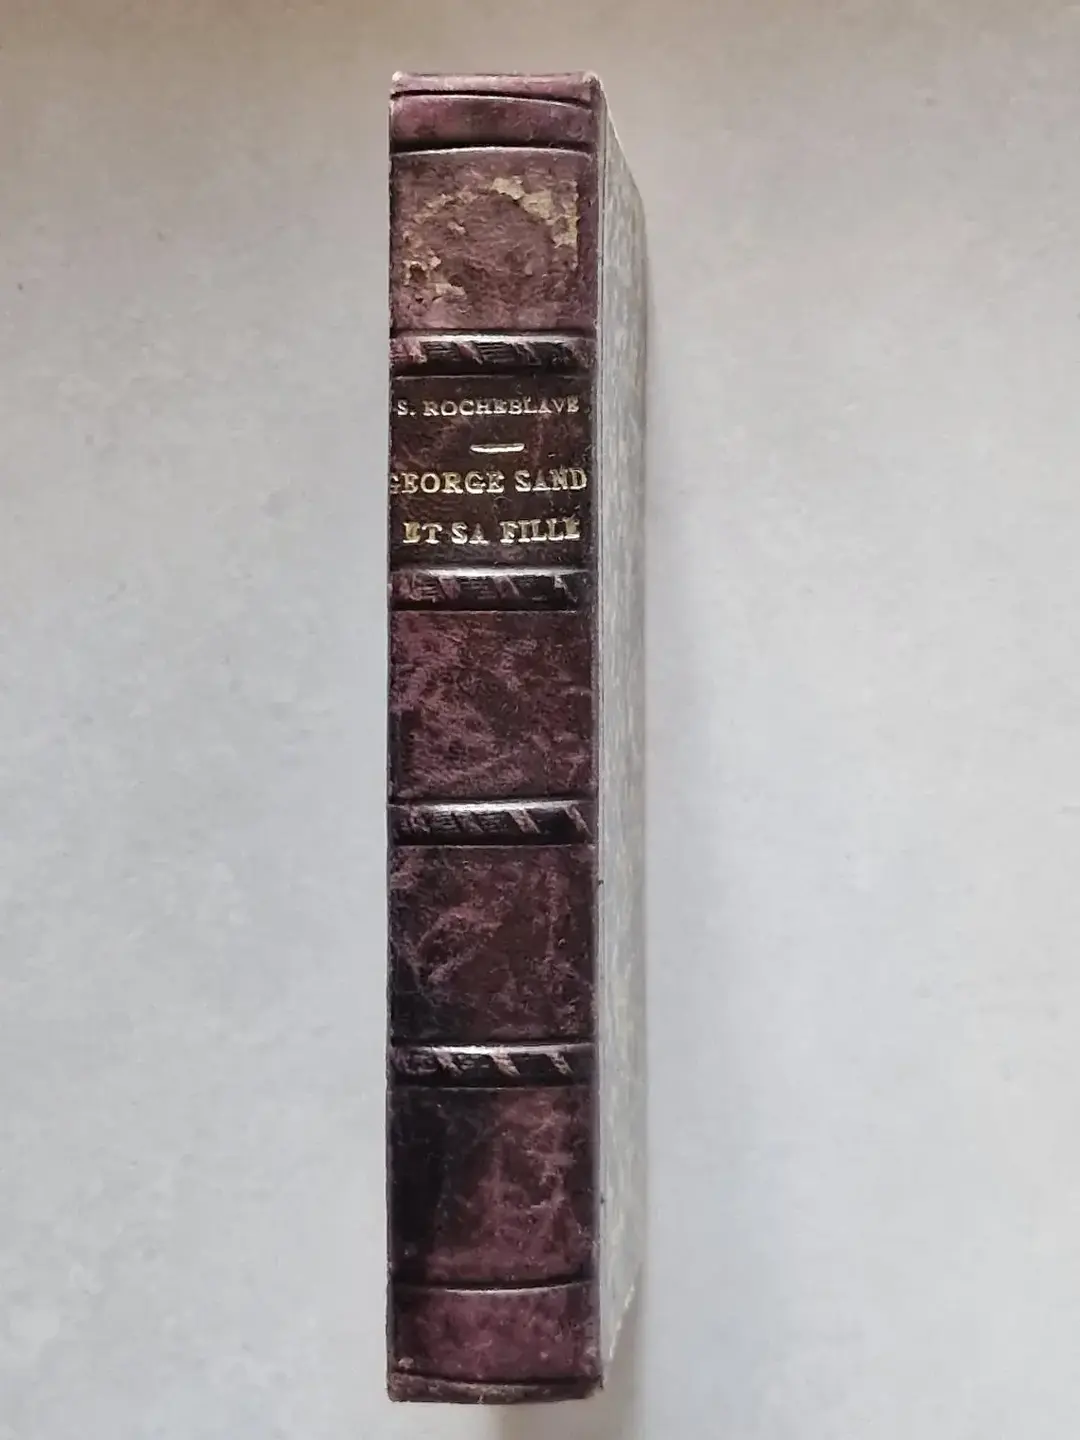 S. ROCHEBLAVE
GEORGE SAND
ET SA FILLE